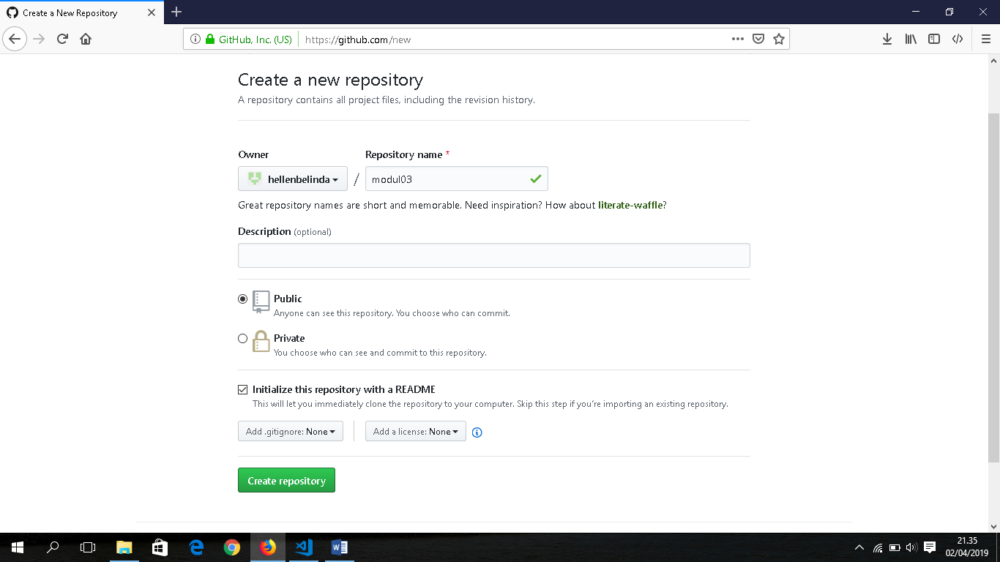 Create a New Repository
GitHub, Inc. (US) https://github.com/new
Create a new repository
A repository contains all project files, including the revision history.
Owner Repository name *
hellenbelinda / modul03
Great repository names are short and memorable. Need inspiration? How about literate-waffle?
Description (optional)
Public
Anyone can see this repository. You choose who can commit.
Private
You choose who can see and commit to this repository.
Initialize this repository with a README
This will let you immediately clone the repository to your computer. Skip this step if you're importing an existing repository.
Add .gitignore: None Add a license: None
Create repository
21.35
02/04/2019